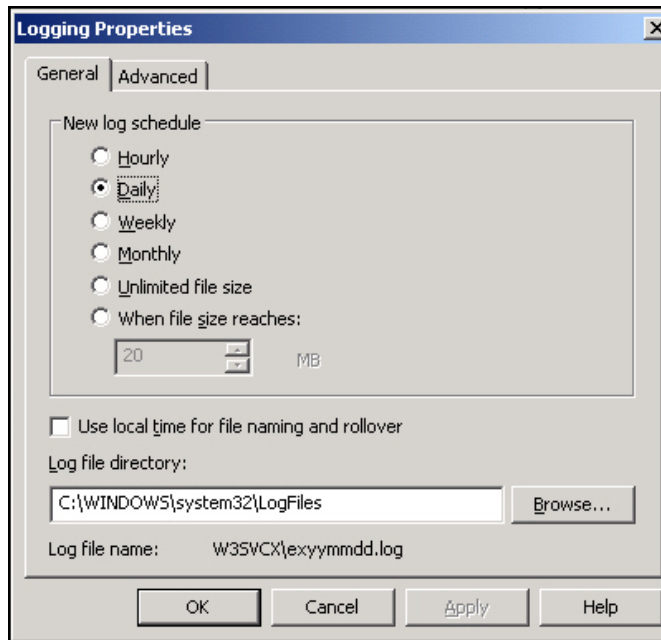 Logging Properties
General
Advanced
New log schedule
Hourly
Daily
Weekly
Monthly
Unlimited file size
When file size reaches:
20 MB
Use local time for file naming and rollover
Log file directory:
C:\WINDOWS\system32\LogFiles Browse...
Log file name: W3SVCX\exyymmdd.log
OK Cancel Apply Help